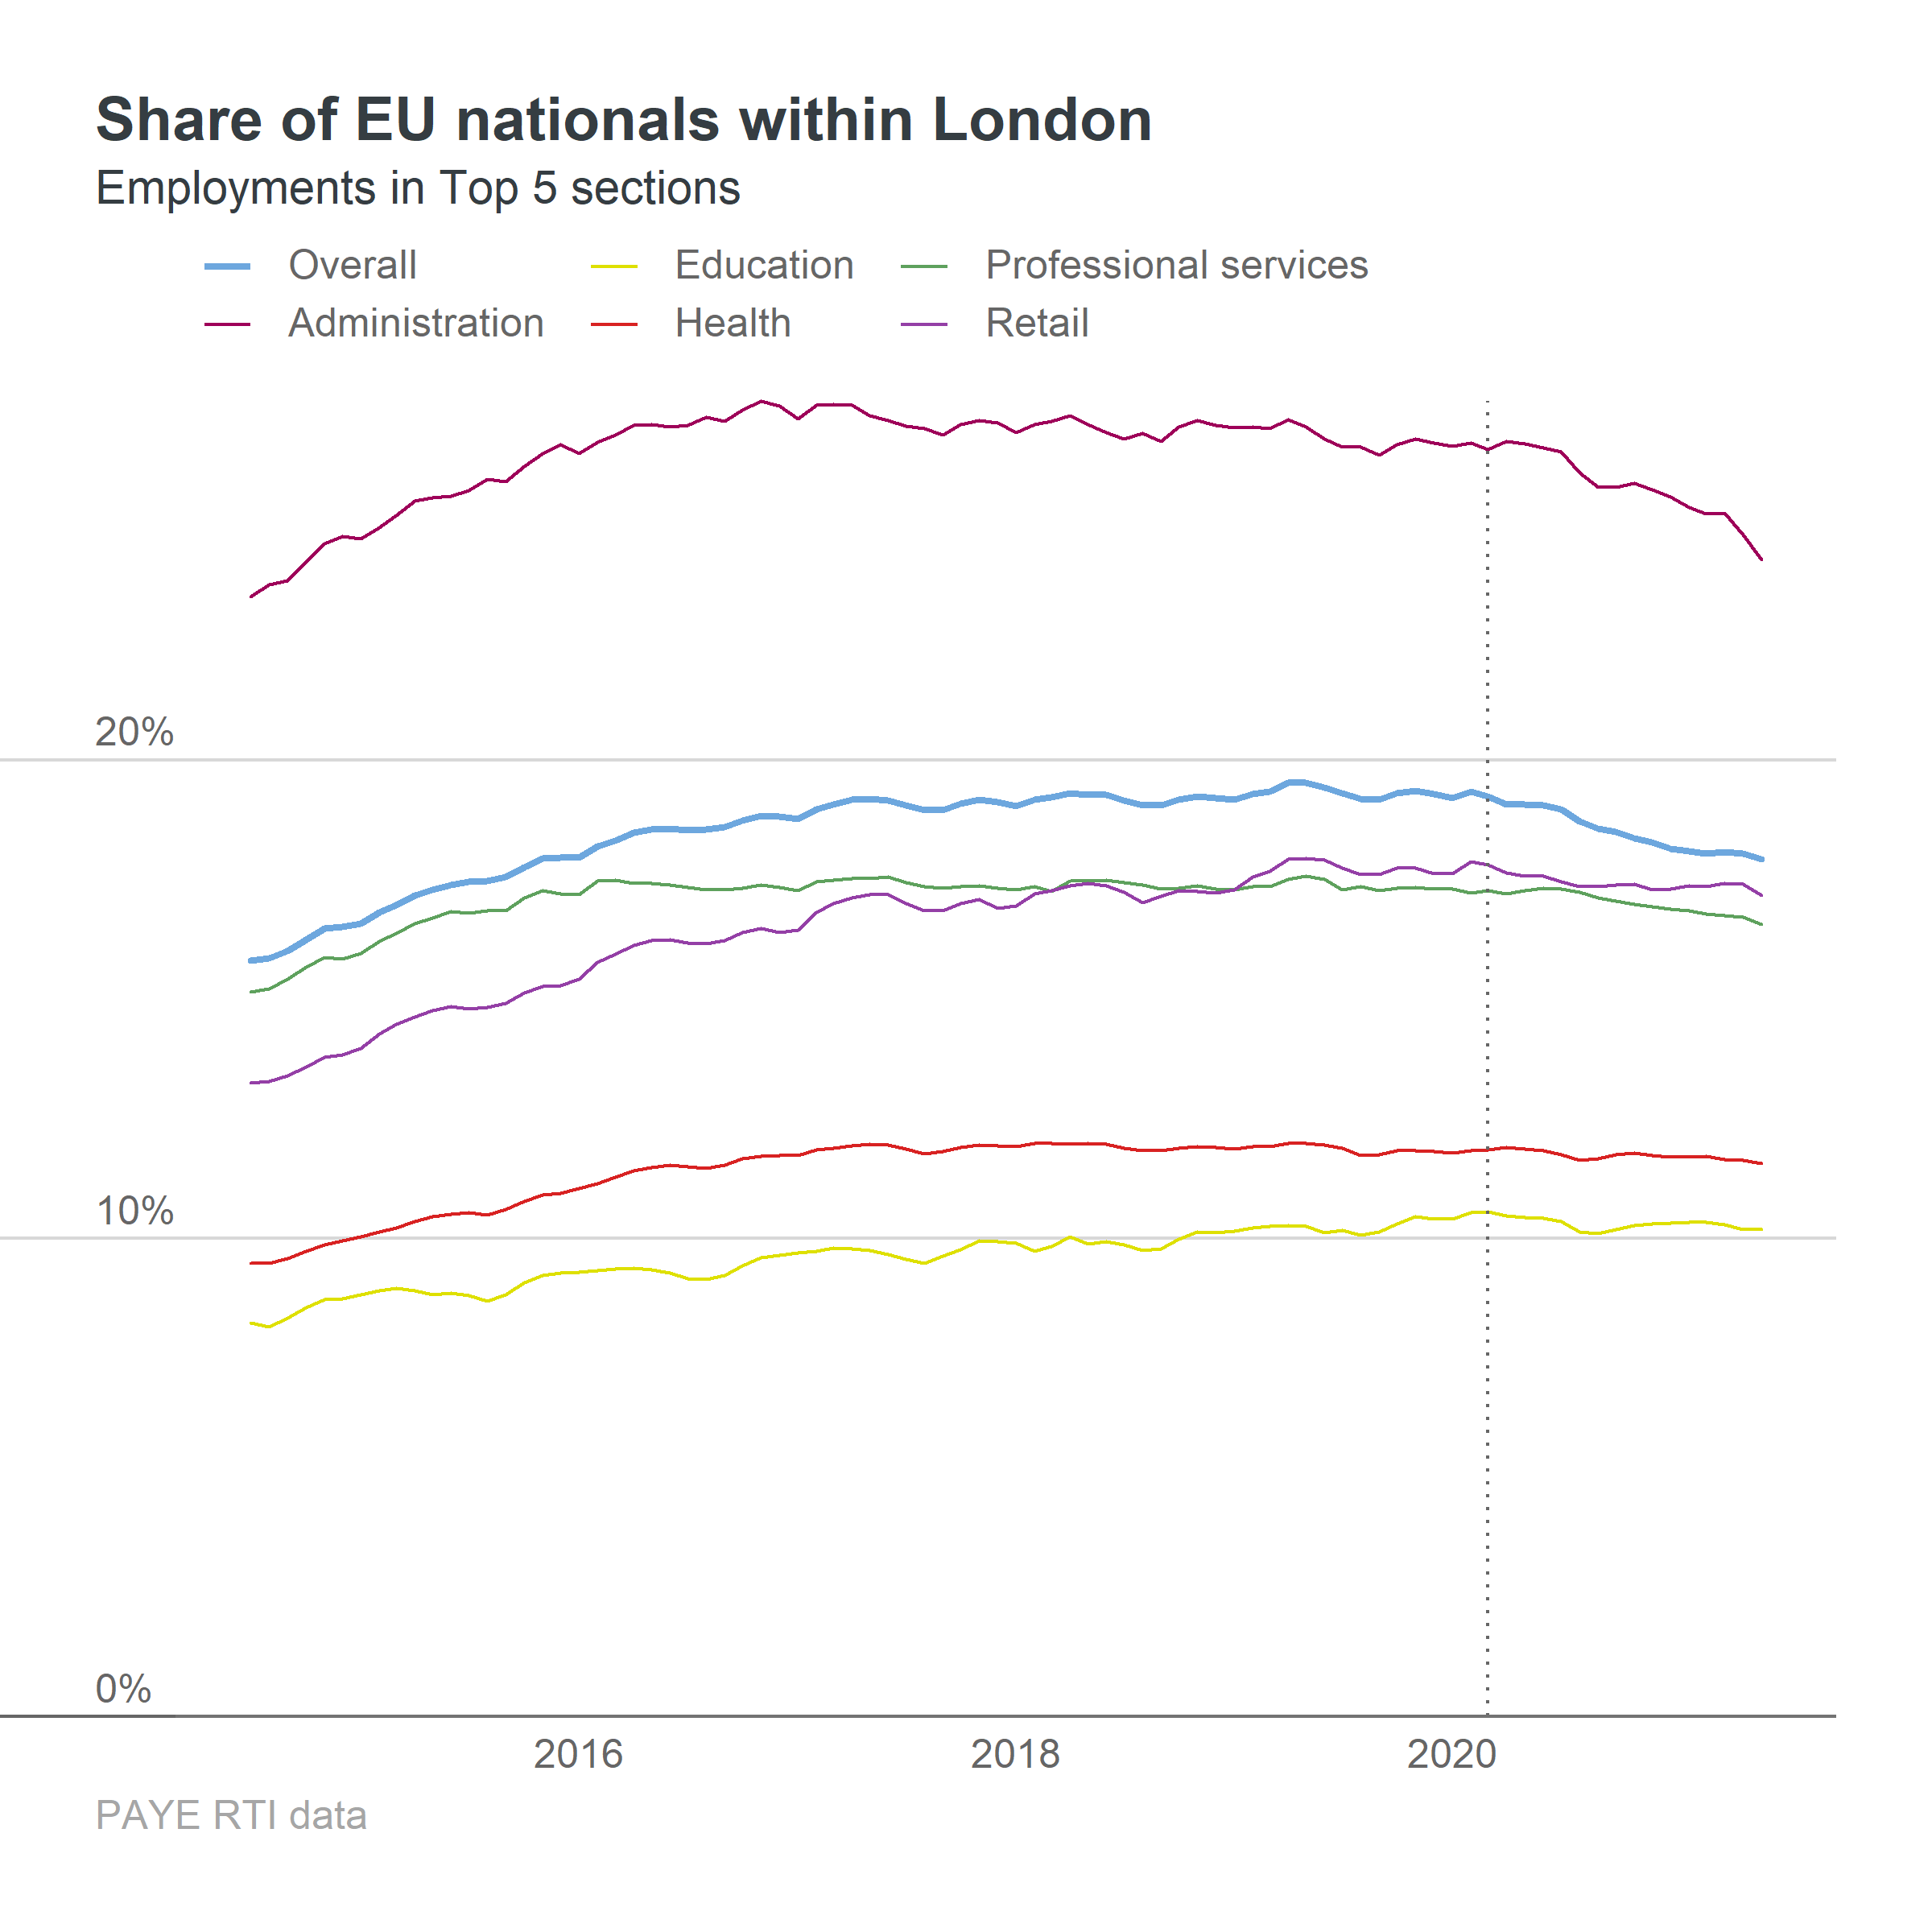 Share of EU nationals within London
Employments in Top 5 sections
Overall Education Professional services
Administration Health Retail
20%
10%
0%
2016 2018 2020
PAYE RTI data